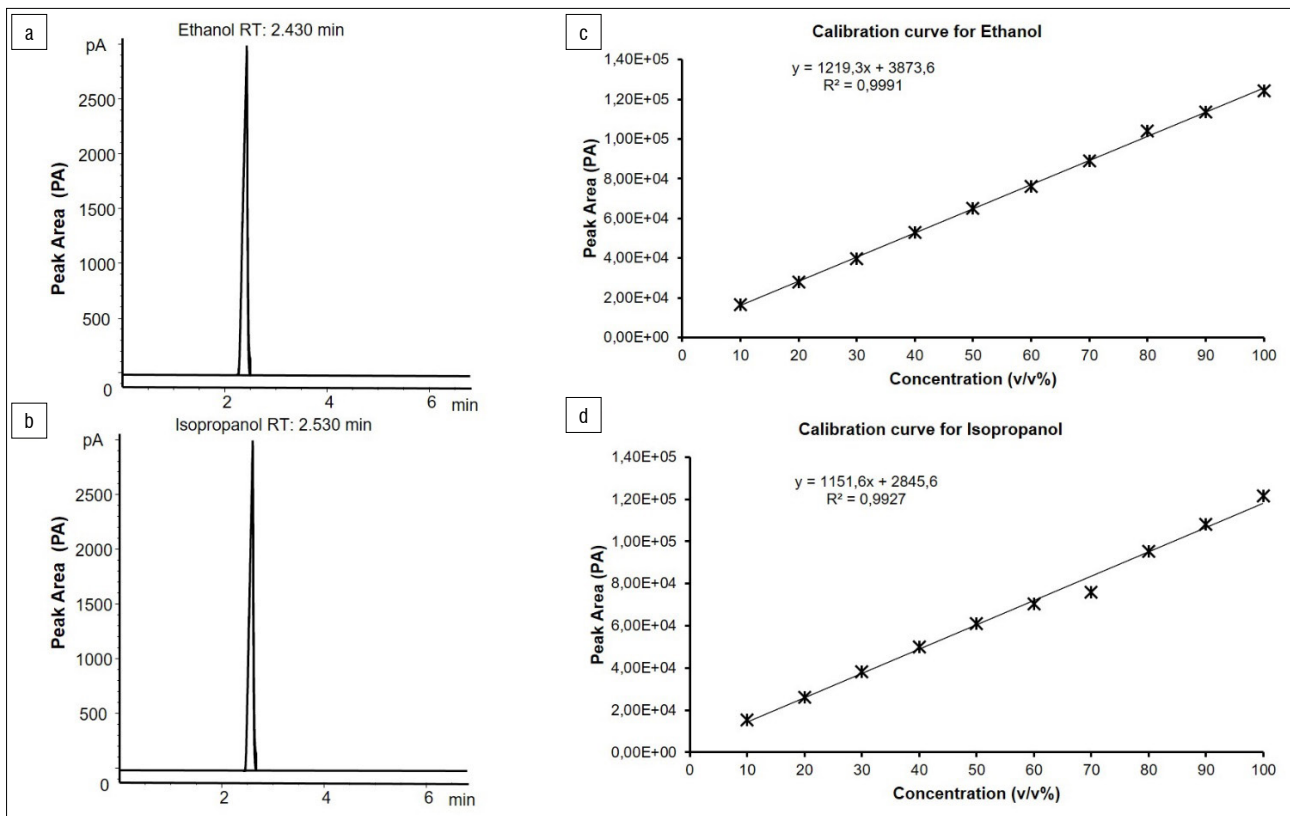 a
Ethanol RT: 2.430 min
pA
Peak Area (PA)
2500
2000
1500
1000
500
0
2
4
6
min
b
Isopropanol RT: 2.530 min
pA
Peak Area (PA)
2500
2000
1500
1000
500
0
2
4
6
min
c
Calibration curve for Ethanol
y = 1219,3x + 3873,6
R² = 0,9991
Peak Area (PA)
1,40E+05
1,20E+05
1,00E+05
8,00E+04
6,00E+04
4,00E+04
2,00E+04
0,00E+00
0 10 20 30 40 50 60 70 80 90 100
Concentration (v/v%)
d
Calibration curve for Isopropanol
y = 1151,6x + 2845,6
R² = 0,9927
Peak Area (PA)
1,40E+05
1,20E+05
1,00E+05
8,00E+04
6,00E+04
4,00E+04
2,00E+04
0,00E+00
0 10 20 30 40 50 60 70 80 90 100
Concentration (v/v%)